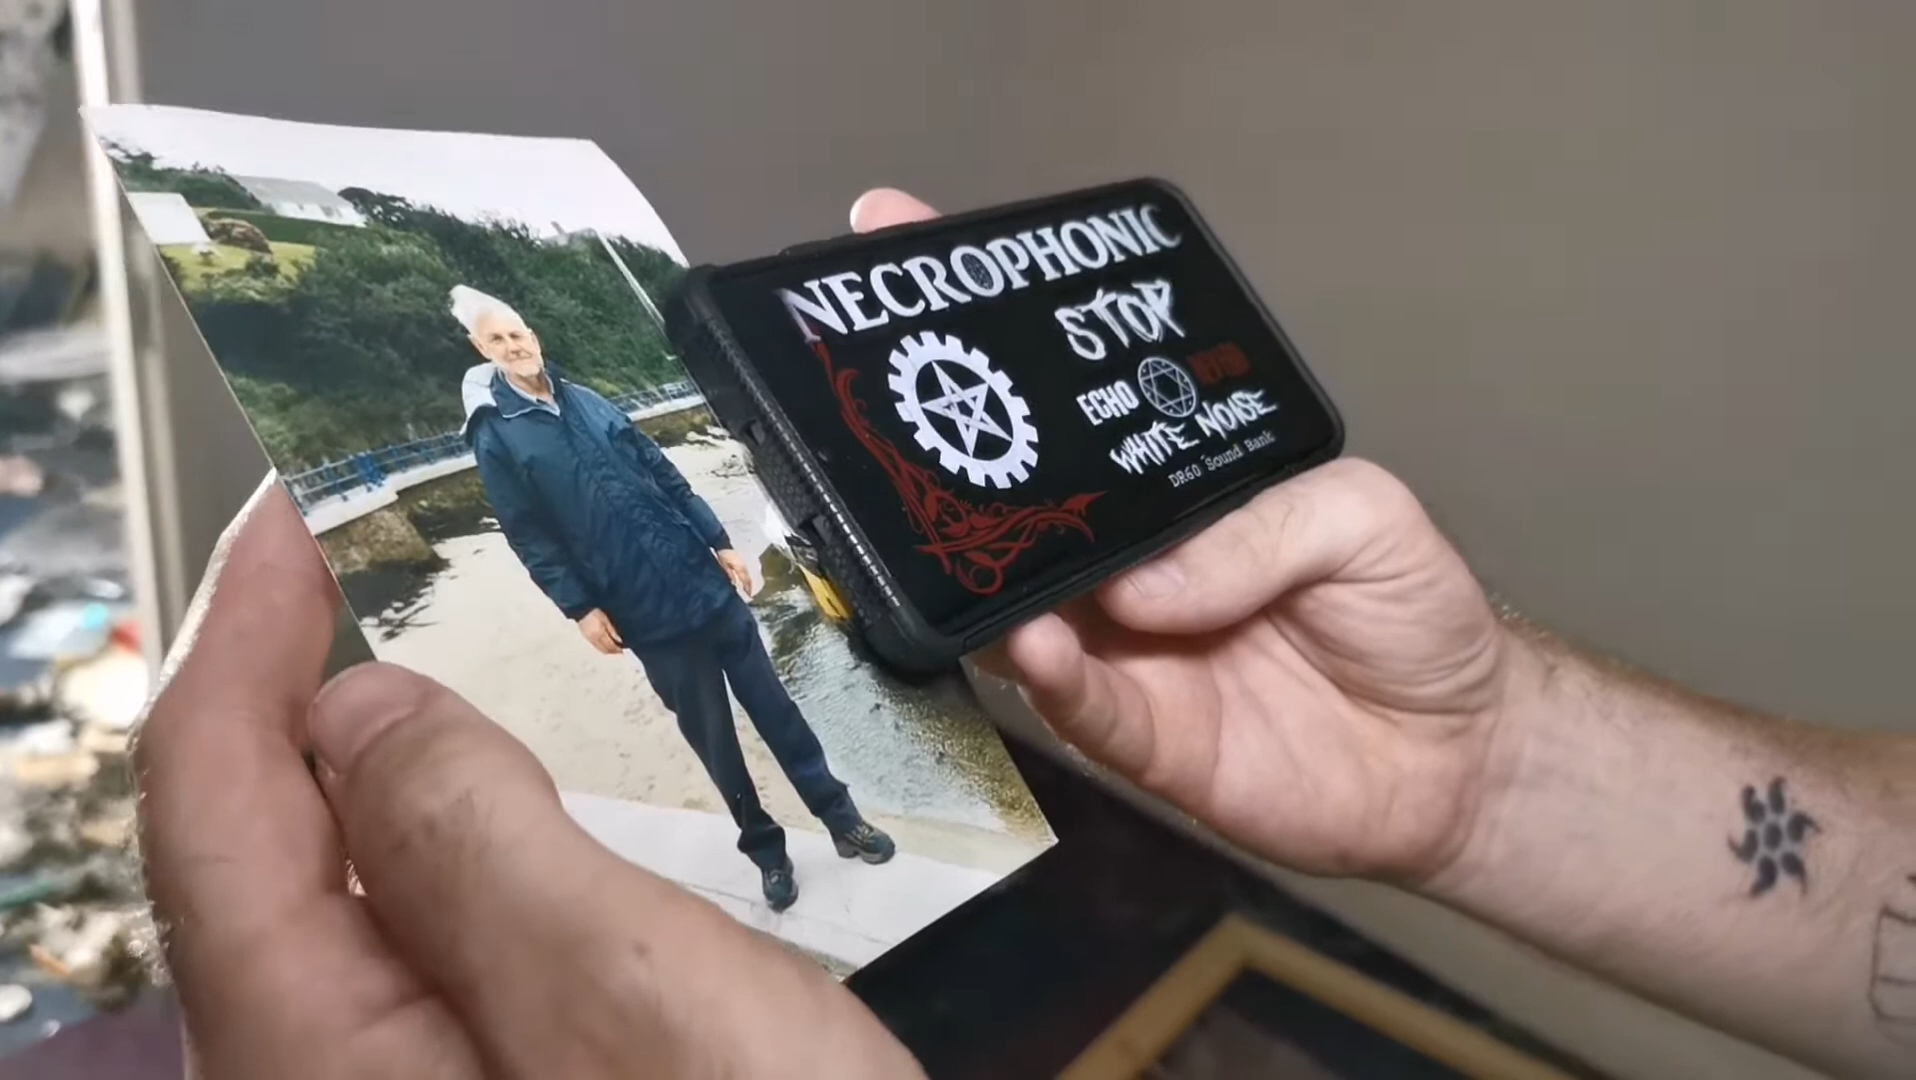 NECROPHONIC
STOP
ECHO
WHITE NOISE
DR60 Sound Bank